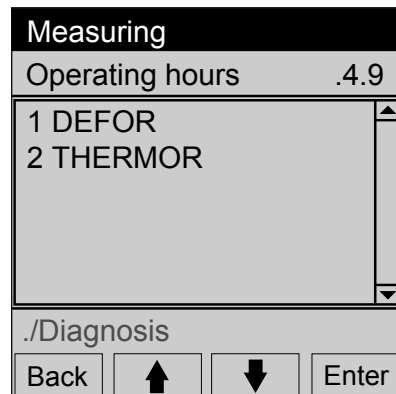 Measuring
Operating hours .4.9
1 DEFOR
2 THERMOR
./Diagnosis
Back Enter